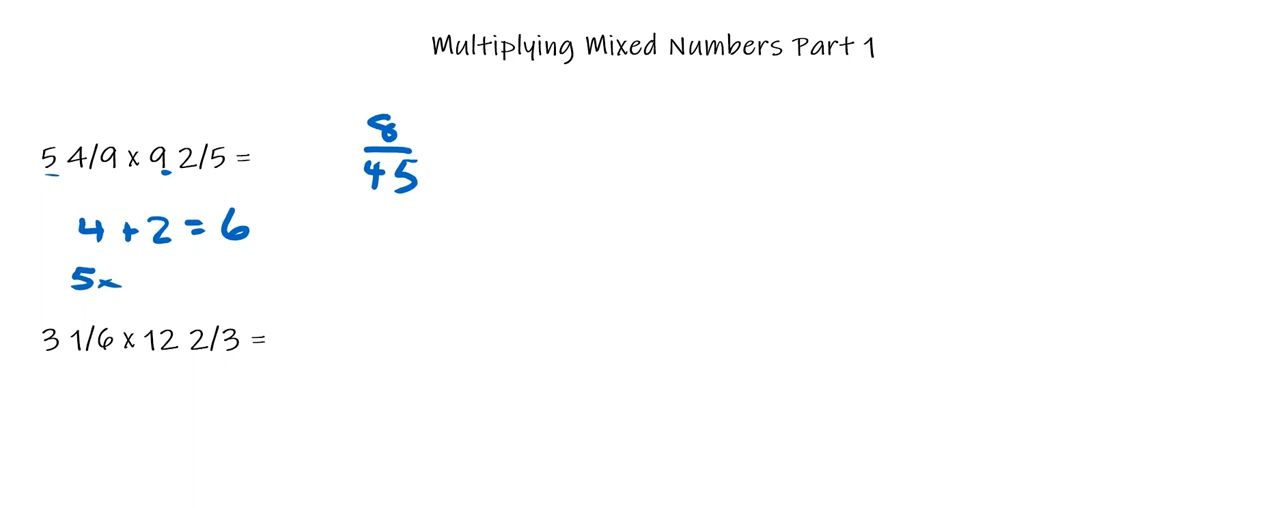 Multiplying Mixed Numbers Part 1
5 4/9 x 9 2/5 =
8
45
4 + 2 = 6
5x
3 1/6 x 12 2/3 =